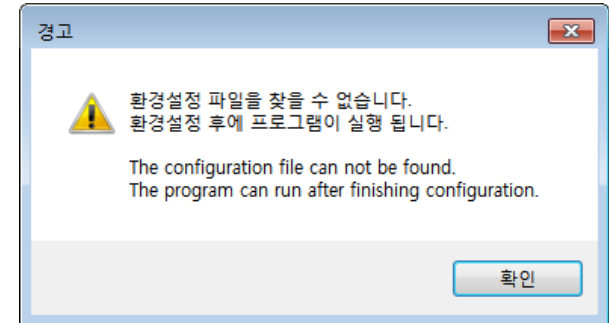 경고
환경설정 파일을 찾을 수 없습니다.
환경설정 후에 프로그램이 실행 됩니다.
The configuration file can not be found.
The program can run after finishing configuration.
확인